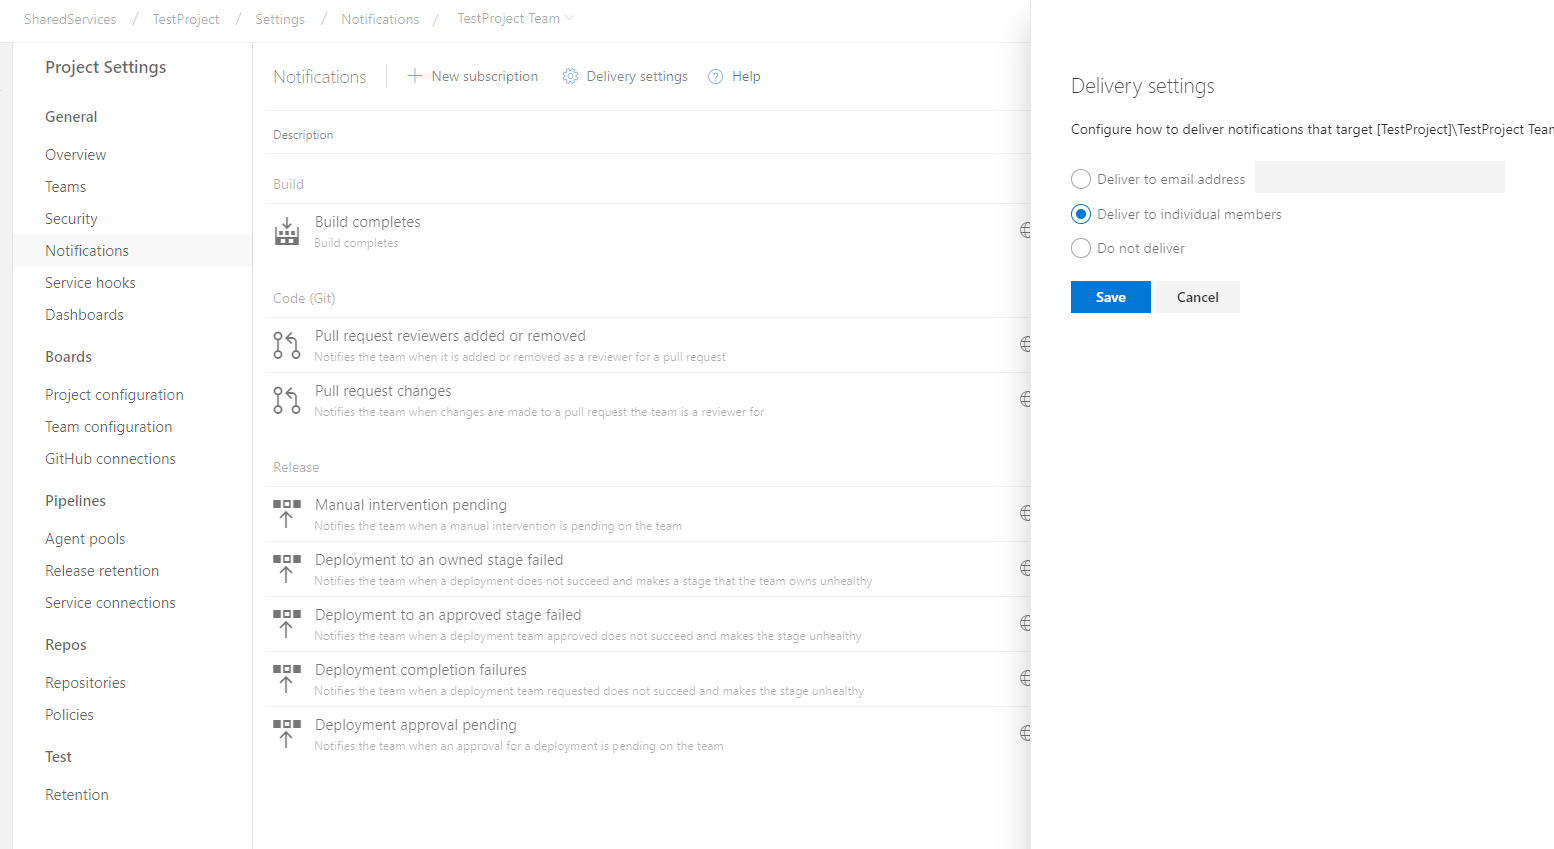 SharedServices / TestProject / Settings / Notifications / TestProject Team
Project Settings
General
Overview
Teams
Security
Notifications
Service hooks
Dashboards
Boards
Project configuration
Team configuration
GitHub connections
Pipelines
Agent pools
Release retention
Service connections
Repos
Repositories
Policies
Test
Retention
Notifications
New subscription
Delivery settings
Help
Description
Build
Build completes
Build completes
Code (Git)
Pull request reviewers added or removed
Notifies the team when it is added or removed as a reviewer for a pull request
Pull request changes
Notifies the team when changes are made to a pull request the team is a reviewer for
Release
Manual intervention pending
Notifies the team when a manual intervention is pending on the team
Deployment to an owned stage failed
Notifies the team when a deployment does not succeed and makes a stage that the team owns unhealthy
Deployment to an approved stage failed
Notifies the team when a deployment team approved does not succeed and makes the stage unhealthy
Deployment completion failures
Notifies the team when a deployment team requested does not succeed and makes the stage unhealthy
Deployment approval pending
Notifies the team when an approval for a deployment is pending on the team
Delivery settings
Configure how to deliver notifications that target [TestProject]\TestProject Team
Deliver to email address
Deliver to individual members
Do not deliver
Save
Cancel